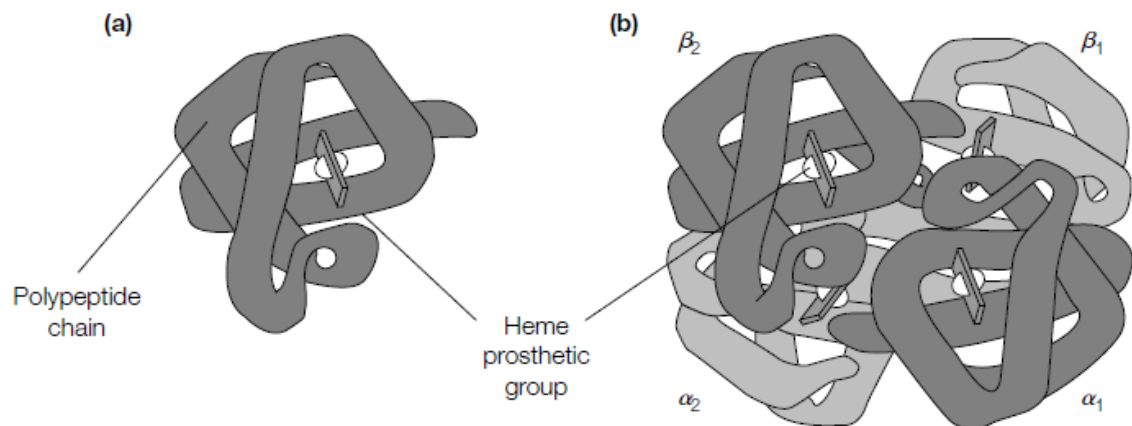 (a)
(b)
β₂
β₁
Polypeptide
chain
Heme
prosthetic
group
α₂
α₁